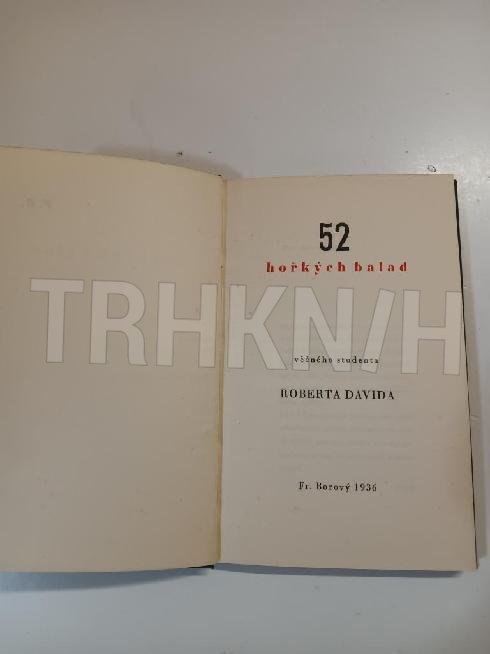 52
hořkých balad
TRHKNIH
věčného studenta
ROBERTA DAVIDA
Fr. Borový 1936